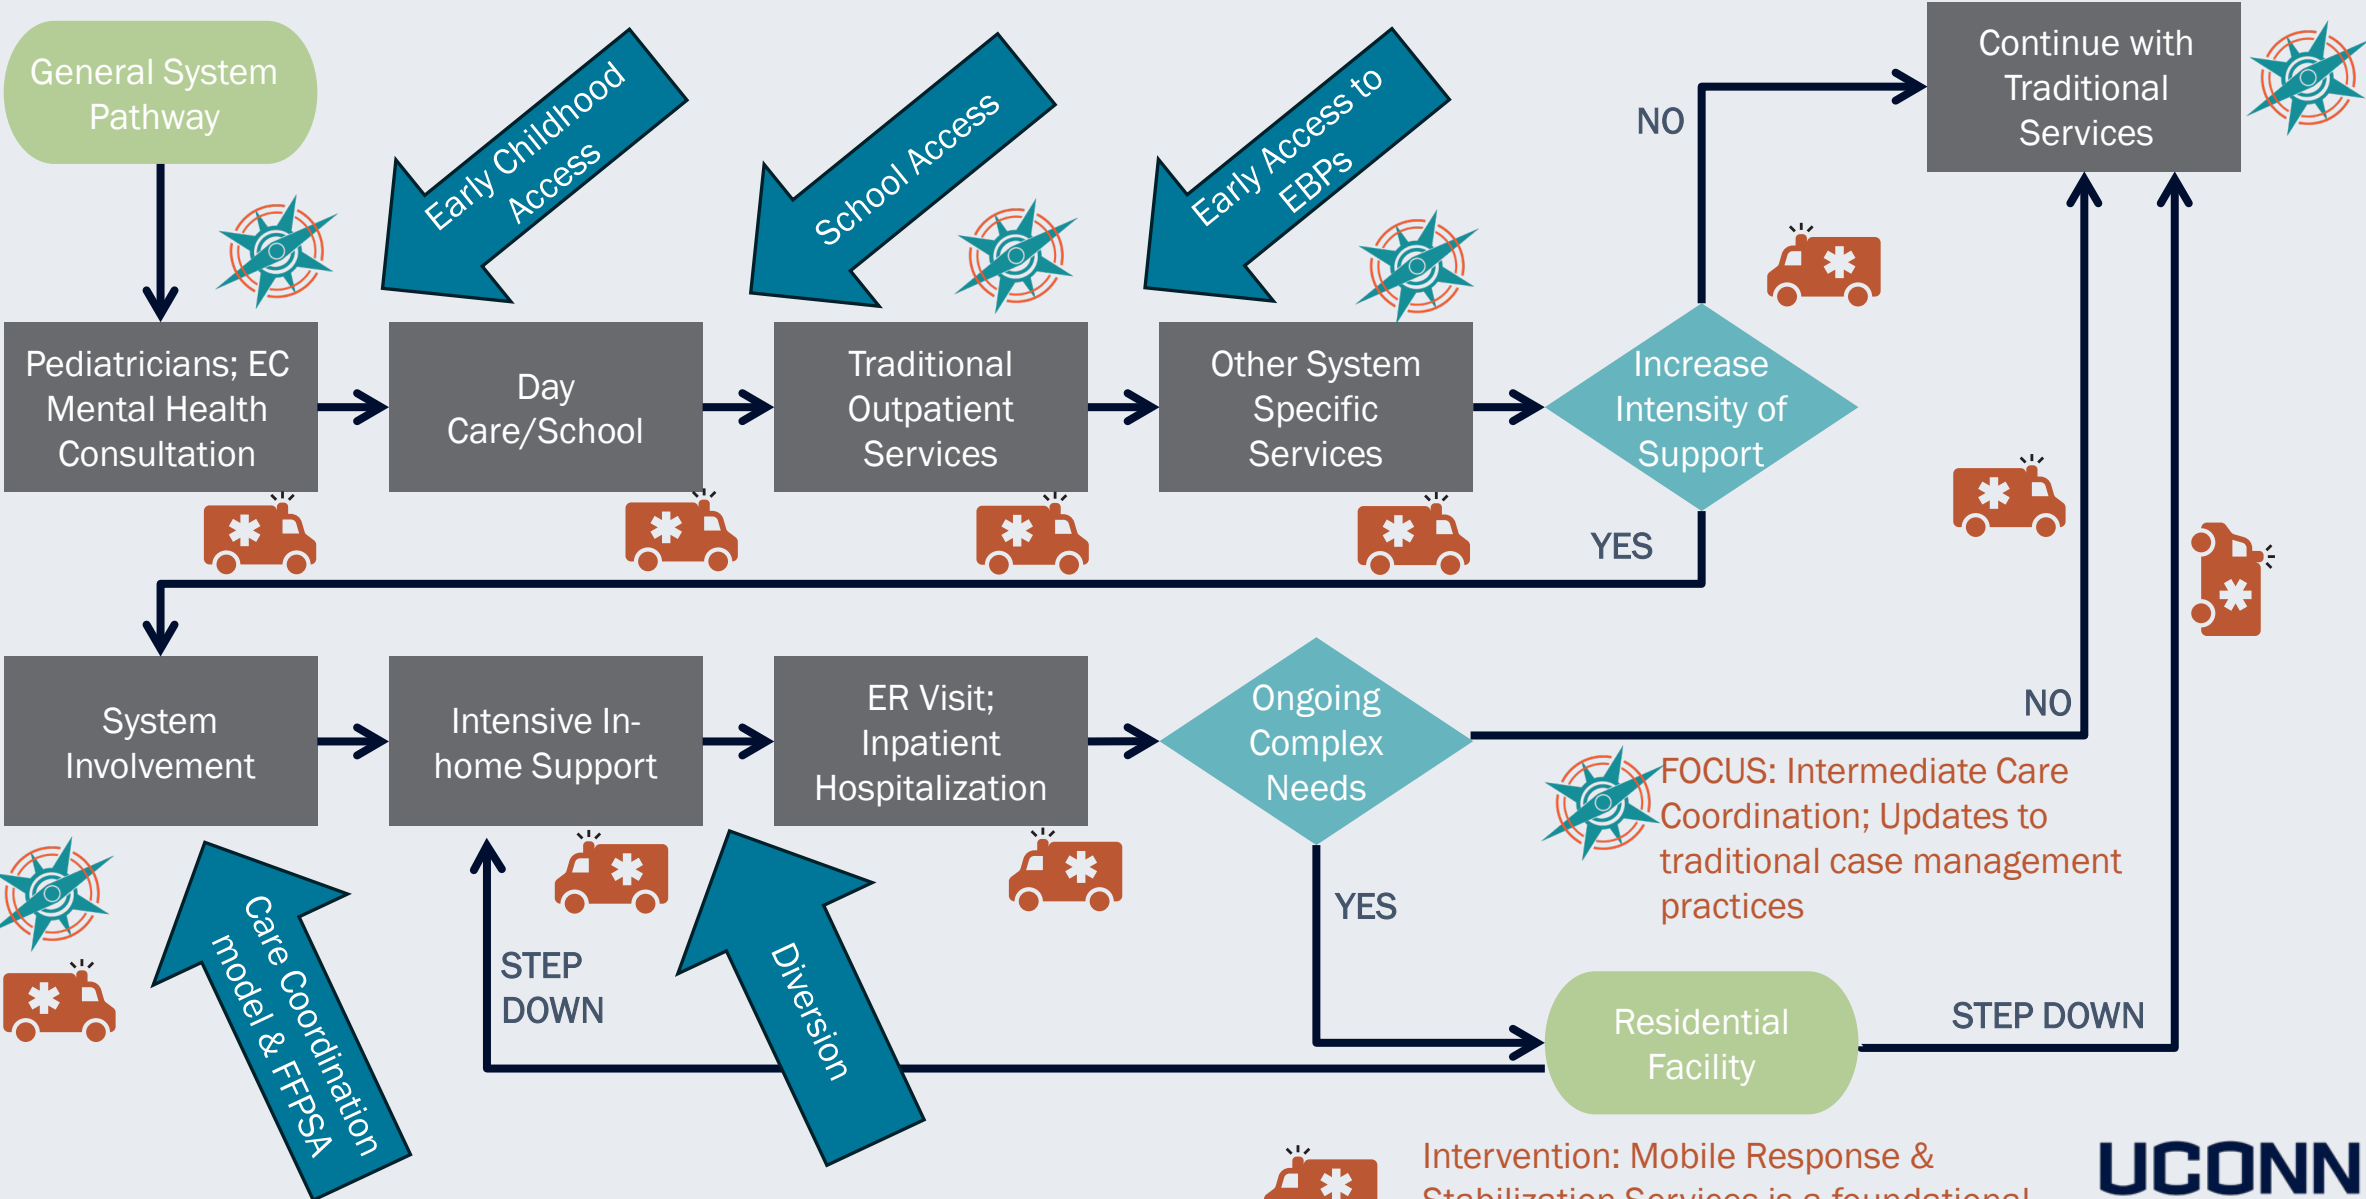 General System
Pathway
Early Childhood
Access
School Access
Early Access to
EBPs
NO
Continue with
Traditional
Services
Pediatricians; EC
Mental Health
Consultation
Day
Care/School
Traditional
Outpatient
Services
Other System
Specific
Services
Increase
Intensity of
Support
YES
System
Involvement
Intensive In-
home Support
ER Visit;
Inpatient
Hospitalization
Ongoing
Complex
Needs
NO
FOCUS: Intermediate Care
Coordination; Updates to
traditional case management
practices
YES
STEP
DOWN
Care Coordination
model & FFPSA
Diversion
Residential
Facility
STEP DOWN
Intervention: Mobile Response &
Stabilization Services is a foundational
UCONN